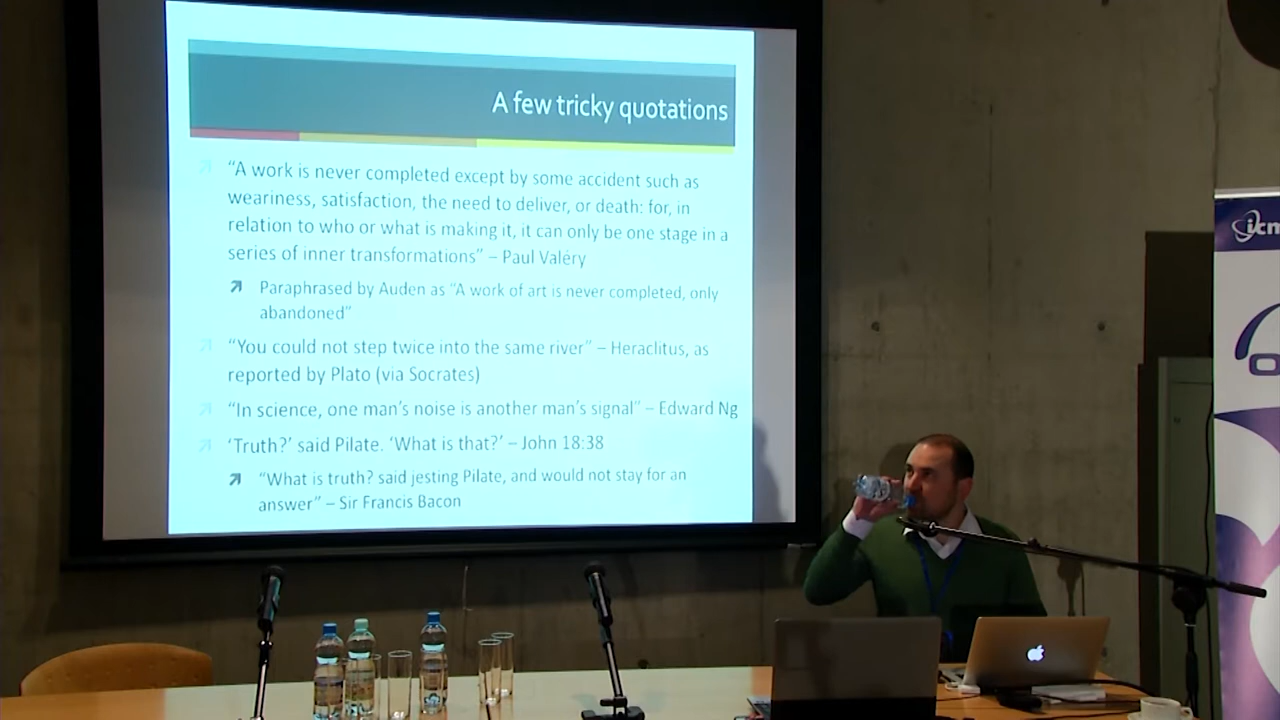 A few tricky quotations
“A work is never completed except by some accident such as
weariness, satisfaction, the need to deliver, or death: for, in
relation to who or what is making it, it can only be one stage in a
series of inner transformations” – Paul Valéry
Paraphrased by Auden as “A work of art is never completed, only
abandoned”
“You could not step twice into the same river” – Heraclitus, as
reported by Plato (via Socrates)
“In science, one man’s noise is another man’s signal” – Edward Ng
‘Truth?’ said Pilate. ‘What is that?’ – John 18:38
“What is truth? said jesting Pilate, and would not stay for an
answer” – Sir Francis Bacon
icm